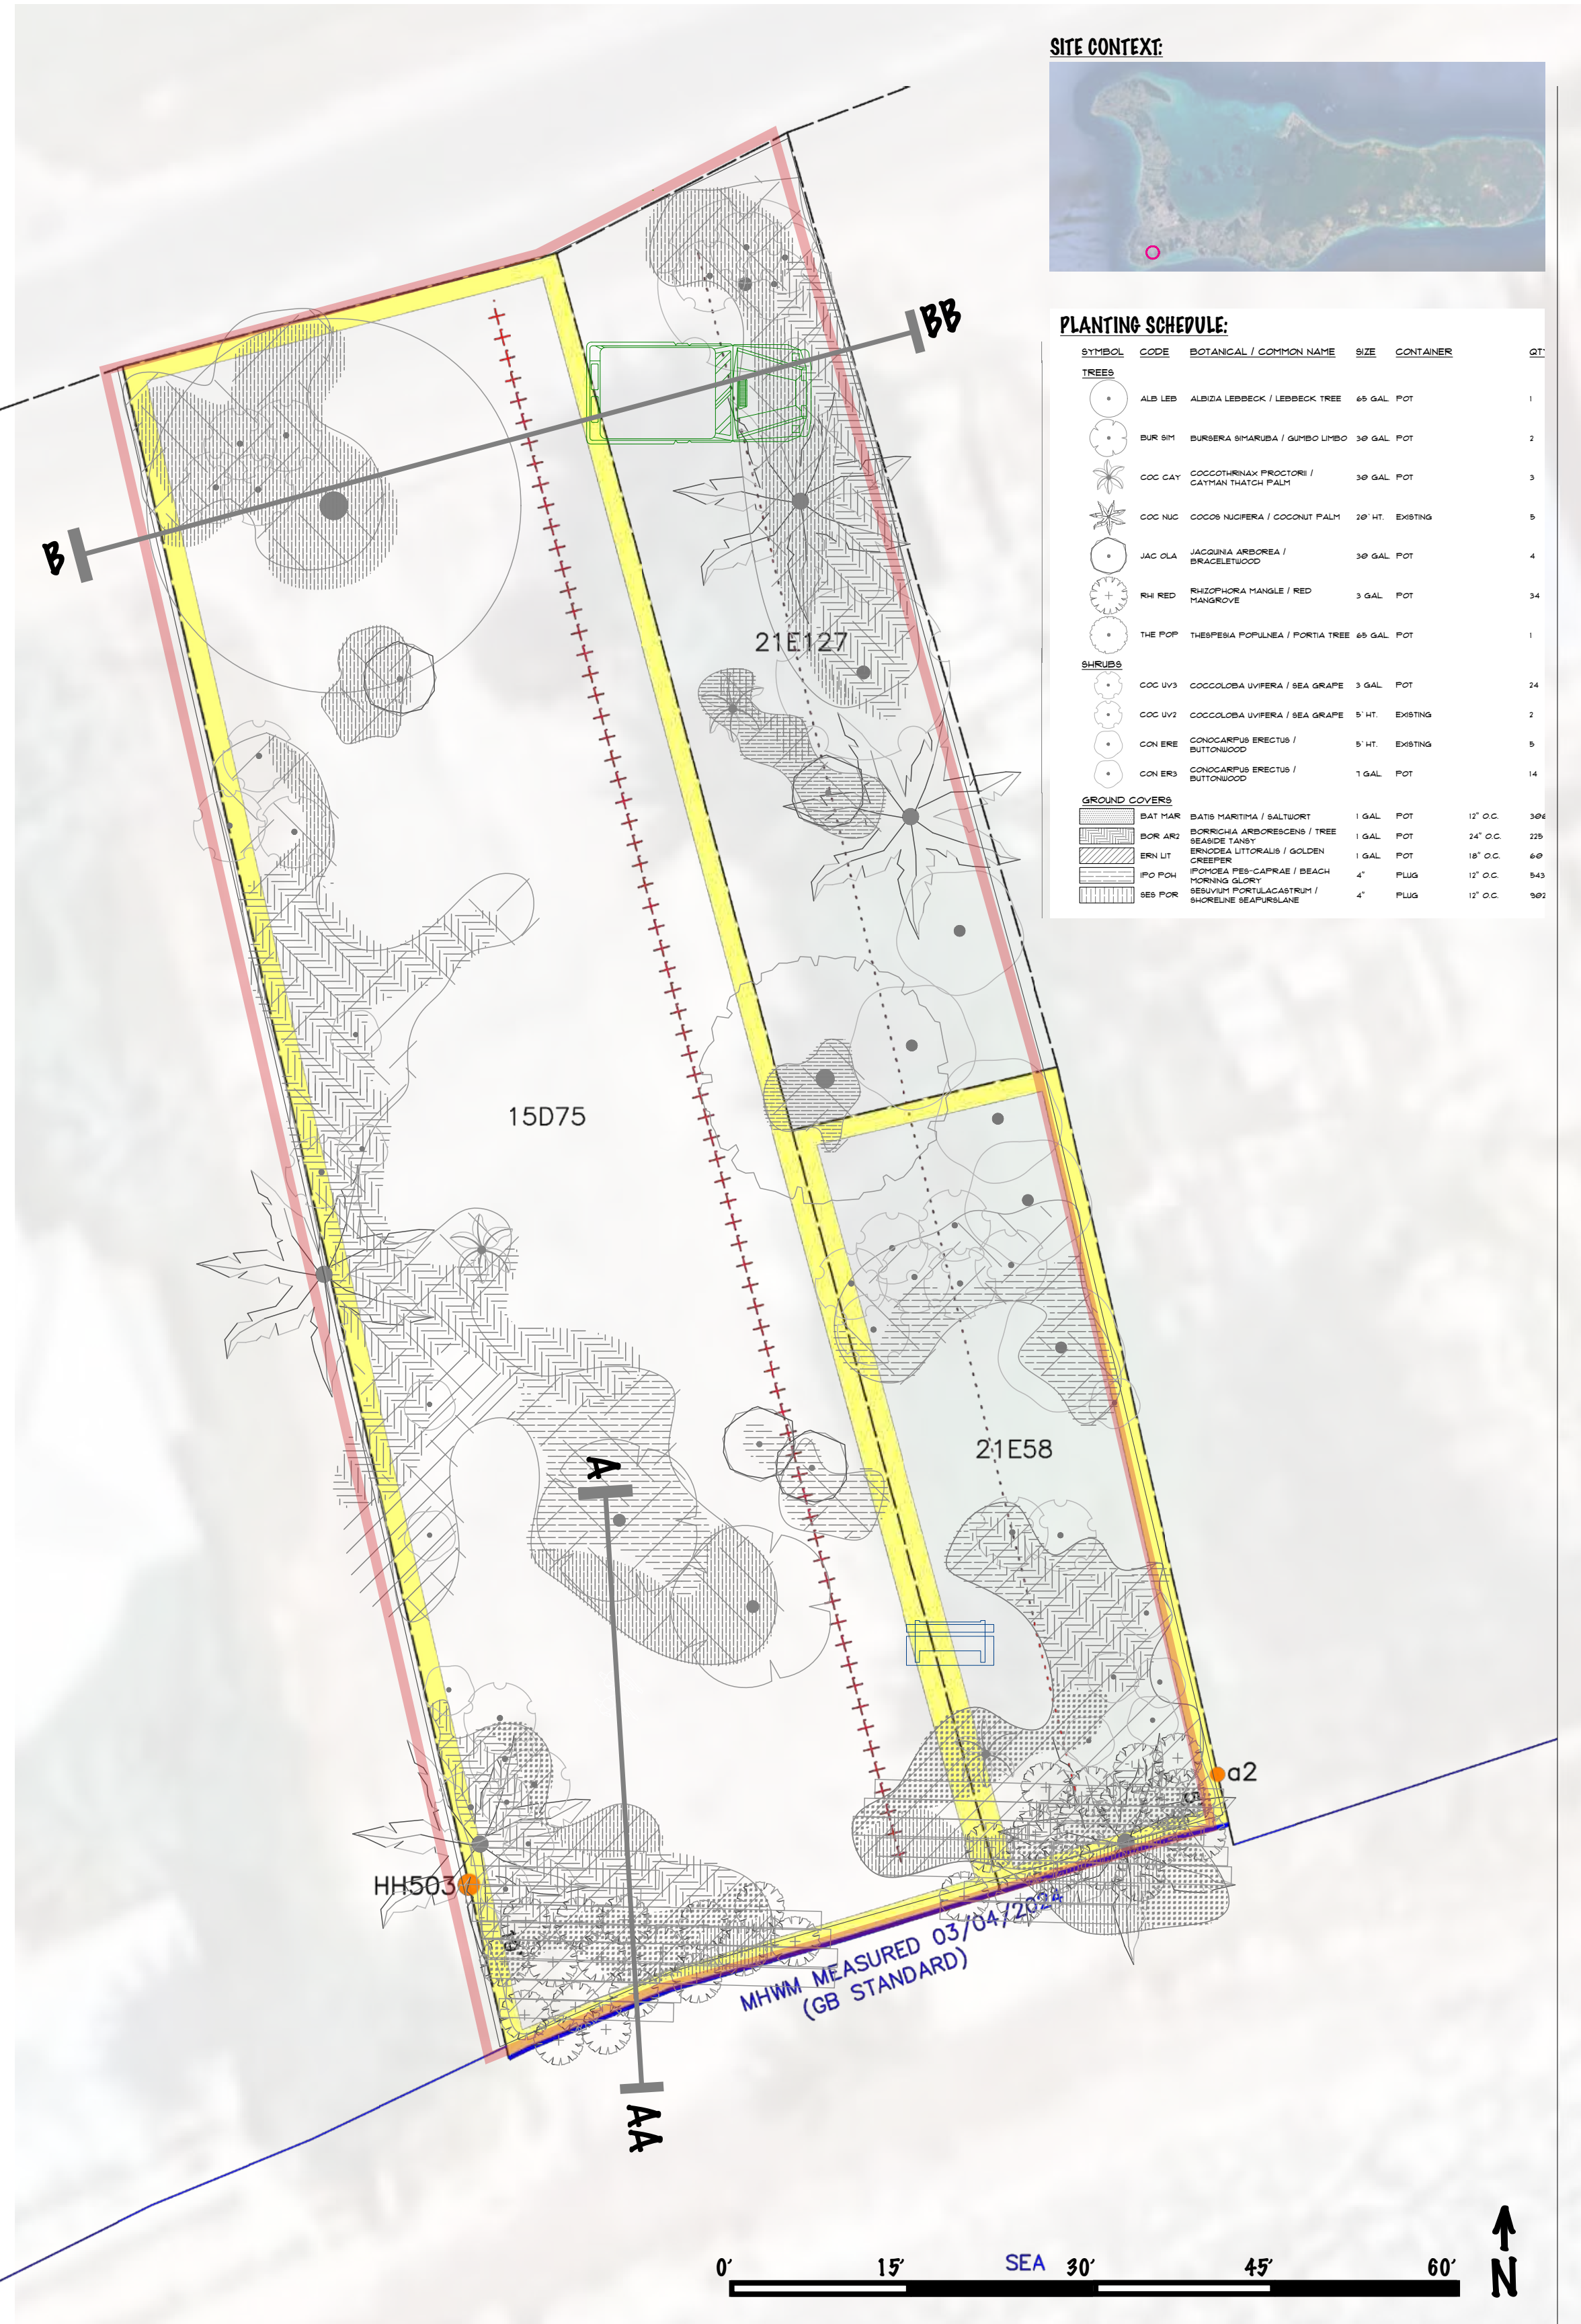 SITE CONTEXT:
PLANTING SCHEDULE:
SYMBOL CODE BOTANICAL / COMMON NAME SIZE CONTAINER QT
TREES
ALB LEB ALBIZIA LEBBECK / LEBBECK TREE 65 GAL POT 1
BUR SIM BURSERA SIMARUBA / GUMBO LIMBO 30 GAL POT 2
COC CAY COCCOTHRINAX PROCTORII / CAYMAN THATCH PALM 30 GAL POT 3
COC NUC COCOS NUCIFERA / COCONUT PALM 20' HT. EXISTING 5
JAC OLA JACQUINIA ARBOREA / BRACELETWOOD 30 GAL POT 4
RHI RED RHIZOPHORA MANGLE / RED MANGROVE 3 GAL POT 34
THE POP THESPESIA POPULNEA / PORTIA TREE 65 GAL POT 1
SHRUBS
COC UV3 COCCOLOBA UVIFERA / SEA GRAPE 3 GAL POT 24
COC UV2 COCCOLOBA UVIFERA / SEA GRAPE 5' HT. EXISTING 2
CON ERE CONOCARPUS ERECTUS / BUTTONWOOD 5' HT. EXISTING 5
CON ER3 CONOCARPUS ERECTUS / BUTTONWOOD 7 GAL POT 14
GROUND COVERS
BAT MAR BATIS MARITIMA / SALTWORT 1 GAL POT 12" O.C. 306
BOR AR2 BORRICHIA ARBORESCENS / TREE SEASIDE TANSY 1 GAL POT 24" O.C. 225
ERN LIT ERNODEA LITTORALIS / GOLDEN CREEPER 1 GAL POT 18" O.C. 60
IPO POH IPOMOEA PES-CAPRAE / BEACH MORNING GLORY 4" PLUG 12" O.C. 543
SES POR SESUVIUM PORTULACASTRUM / SHORELINE SEAPURSLANE 4" PLUG 12" O.C. 902
BB
B
21E127
15D75
21E58
A
a2
HH503
MHWM MEASURED 03/04/2024
(GB STANDARD)
AA
SEA
0' 15' 30' 45' 60'
N